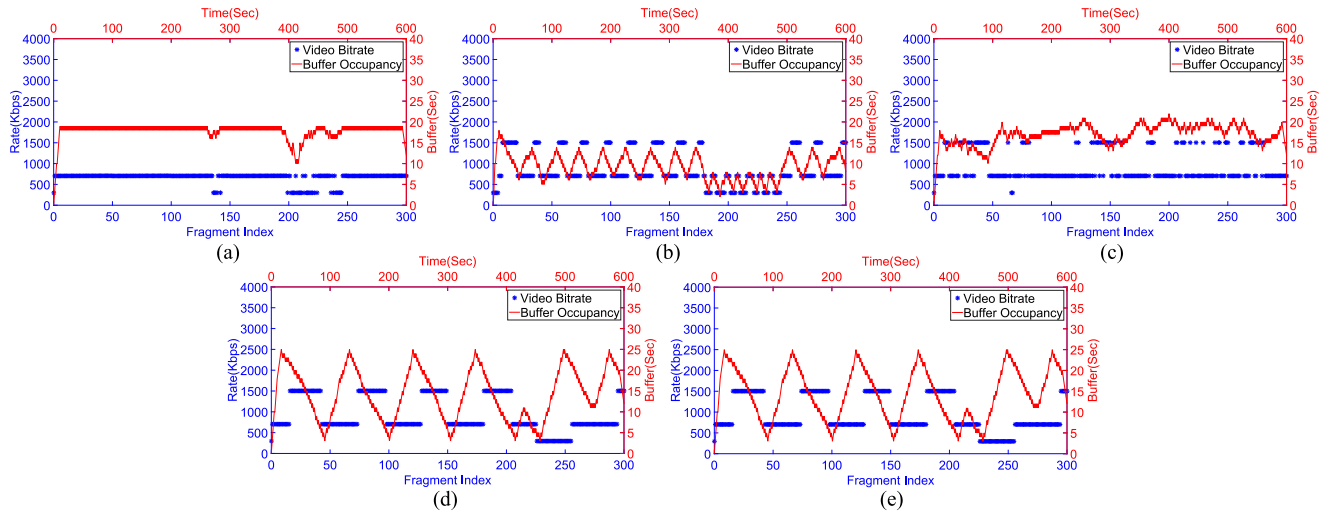 Time(Sec)
0 100 200 300 400 500 600
4000 3500 3000 2500 2000 1500 1000 500 0
Rate(Kbps)
Video Bitrate
Buffer Occupancy
40 35 30 25 20 15 10 5 0
Buffer(Sec)
0 50 100 150 200 250 300
Fragment Index
(a)
Time(Sec)
0 100 200 300 400 500 600
4000 3500 3000 2500 2000 1500 1000 500 0
Rate(Kbps)
Video Bitrate
Buffer Occupancy
40 35 30 25 20 15 10 5 0
Buffer(Sec)
0 50 100 150 200 250 300
Fragment Index
(b)
Time(Sec)
0 100 200 300 400 500 600
4000 3500 3000 2500 2000 1500 1000 500 0
Rate(Kbps)
Video Bitrate
Buffer Occupancy
40 35 30 25 20 15 10 5 0
Buffer(Sec)
0 50 100 150 200 250 300
Fragment Index
(c)
Time(Sec)
0 100 200 300 400 500 600
4000 3500 3000 2500 2000 1500 1000 500 0
Rate(Kbps)
Video Bitrate
Buffer Occupancy
40 35 30 25 20 15 10 5 0
Buffer(Sec)
0 50 100 150 200 250 300
Fragment Index
(d)
Time(Sec)
0 100 200 300 400 500 600
4000 3500 3000 2500 2000 1500 1000 500 0
Rate(Kbps)
Video Bitrate
Buffer Occupancy
40 35 30 25 20 15 10 5 0
Buffer(Sec)
0 50 100 150 200 250 300
Fragment Index
(e)